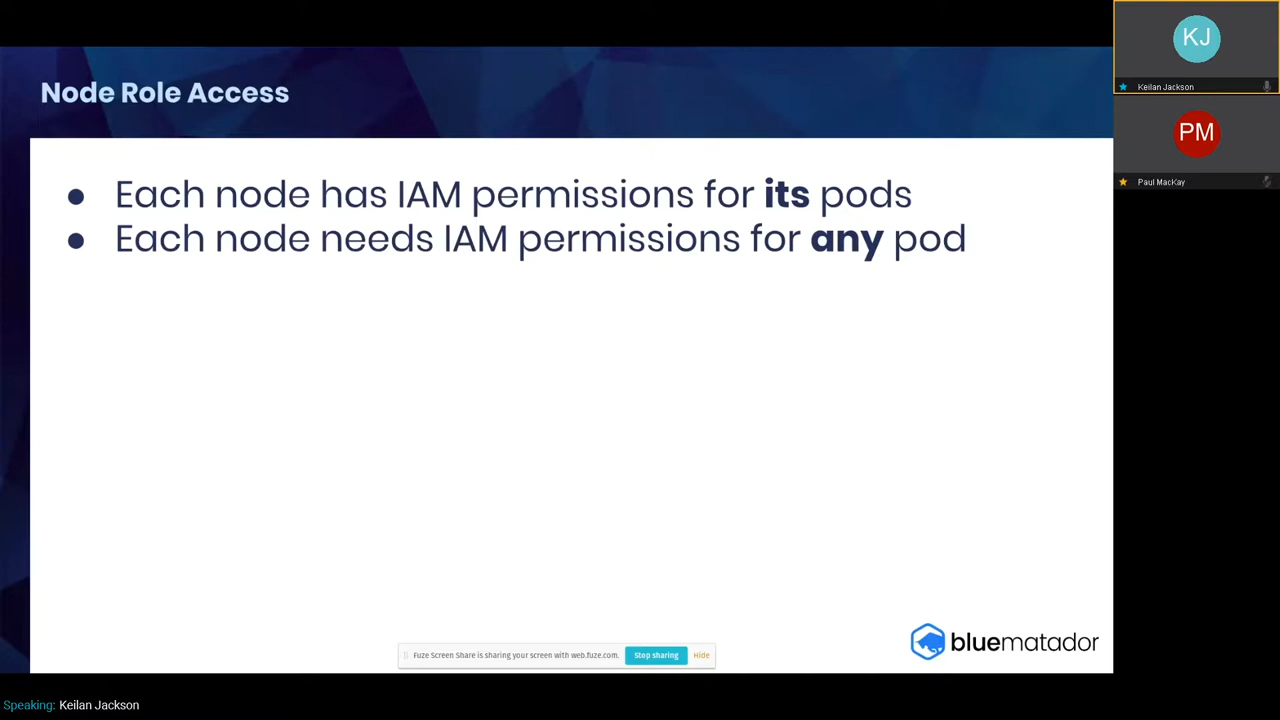 Node Role Access
● Each node has IAM permissions for its pods
● Each node needs IAM permissions for any pod
bluematador
Fuze Screen Share is sharing your screen with web.fuze.com. Stop sharing Hide
KJ
Keilan Jackson
PM
Paul MacKay
Speaking: Keilan Jackson